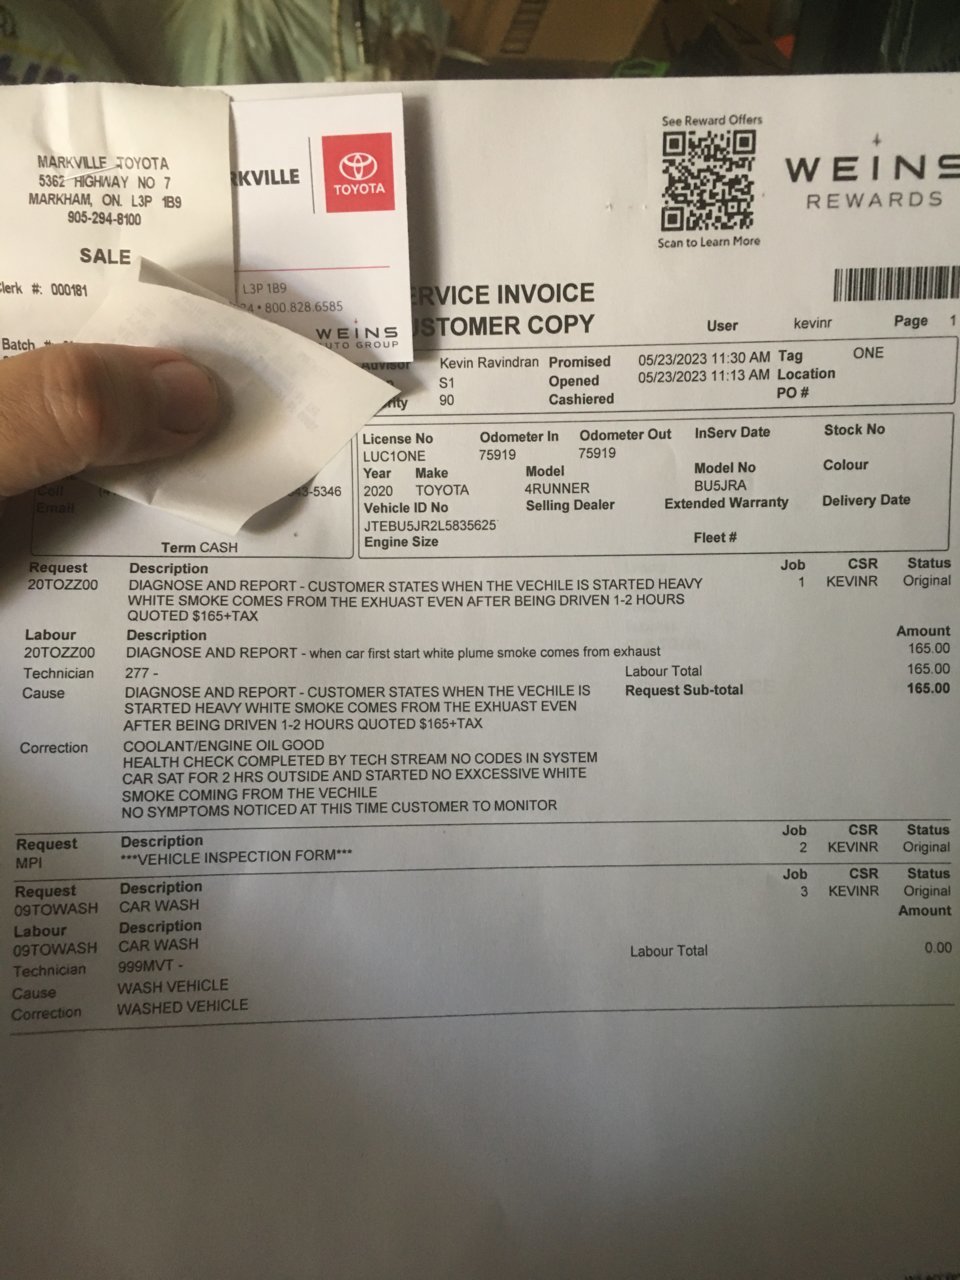 See Reward Offers
Scan to Learn More
WEINS
REWARDS
MARKVILLE TOYOTA
5362 HIGHWAY NO 7
MARKHAM, ON. L3P 1B9
905-294-8100
SALE
Clerk #: 000181
Batch #
RKVILLE
TOYOTA
L3P 1B9
• 800.828.6585
WEINS
AUTO GROUP
SERVICE INVOICE
CUSTOMER COPY
User kevinr Page 1
Advisor Kevin Ravindran Promised 05/23/2023 11:30 AM Tag ONE
S1 Opened 05/23/2023 11:13 AM Location
90 Cashiered PO #
License No Odometer In Odometer Out InServ Date Stock No
LUC1ONE 75919 75919
Year Make Model Model No Colour
2020 TOYOTA 4RUNNER BU5JRA
Vehicle ID No Selling Dealer Extended Warranty Delivery Date
JTEBU5JR2L5835625
Engine Size Fleet #
Cell 43-5346
Email
Term CASH
Request Description Job CSR Status
20TOZZ00 DIAGNOSE AND REPORT - CUSTOMER STATES WHEN THE VECHILE IS STARTED HEAVY 1 KEVINR Original
WHITE SMOKE COMES FROM THE EXHUAST EVEN AFTER BEING DRIVEN 1-2 HOURS
QUOTED $165+TAX
Labour Description Amount
20TOZZ00 DIAGNOSE AND REPORT - when car first start white plume smoke comes from exhaust 165.00
Technician 277 - Labour Total 165.00
Cause DIAGNOSE AND REPORT - CUSTOMER STATES WHEN THE VECHILE IS Request Sub-total 165.00
STARTED HEAVY WHITE SMOKE COMES FROM THE EXHUAST EVEN
AFTER BEING DRIVEN 1-2 HOURS QUOTED $165+TAX
Correction COOLANT/ENGINE OIL GOOD
HEALTH CHECK COMPLETED BY TECH STREAM NO CODES IN SYSTEM
CAR SAT FOR 2 HRS OUTSIDE AND STARTED NO EXXCESSIVE WHITE
SMOKE COMING FROM THE VECHILE
NO SYMPTOMS NOTICED AT THIS TIME CUSTOMER TO MONITOR
Request Description Job CSR Status
MPI ***VEHICLE INSPECTION FORM*** 2 KEVINR Original
Request Description Job CSR Status
09TOWASH CAR WASH 3 KEVINR Original
Labour Description Amount
09TOWASH CAR WASH Labour Total 0.00
Technician 999MVT -
Cause WASH VEHICLE
Correction WASHED VEHICLE